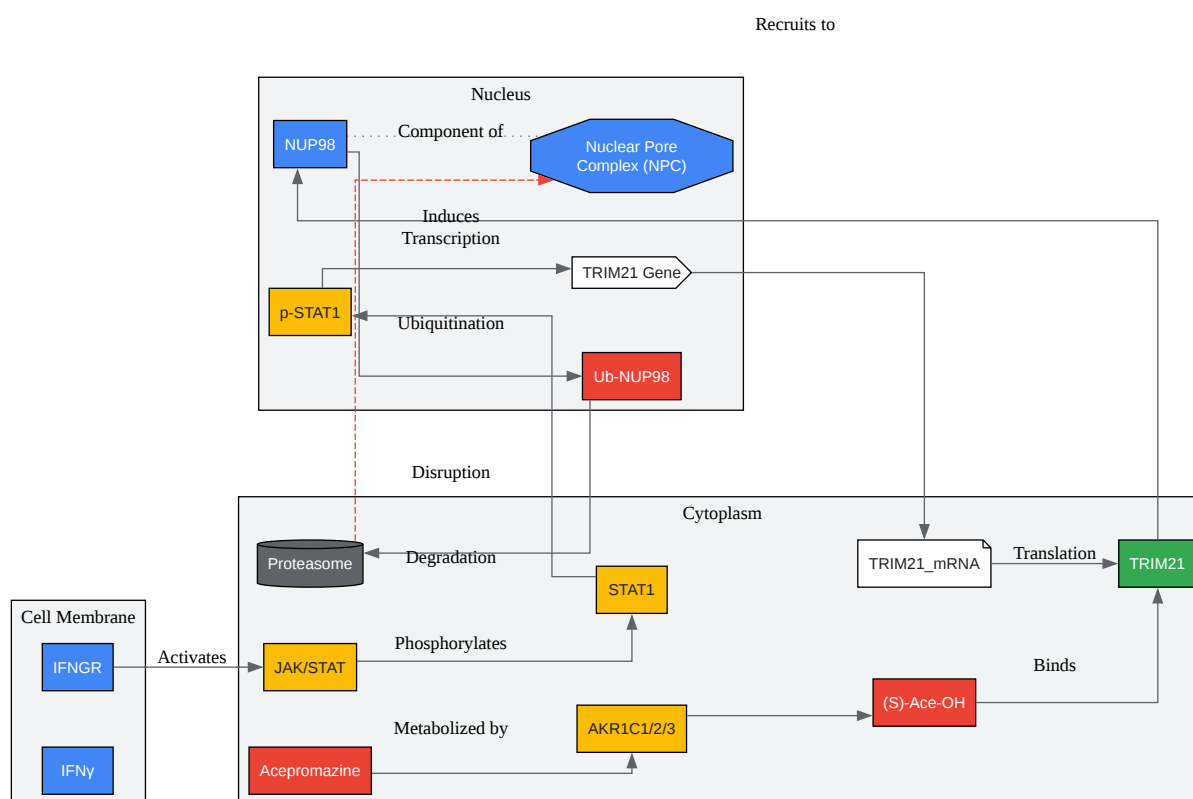 Recruits to
Nucleus
NUP98
Component of
Nuclear Pore
Complex (NPC)
Induces
Transcription
TRIM21 Gene
p-STAT1
Ubiquitination
Ub-NUP98
Disruption
Cytoplasm
Proteasome
Degradation
TRIM21_mRNA
Translation
TRIM21
STAT1
Cell Membrane
IFNGR
Activates
JAK/STAT
Phosphorylates
Binds
(S)-Ace-OH
Metabolized by
AKR1C1/2/3
IFNγ
Acepromazine